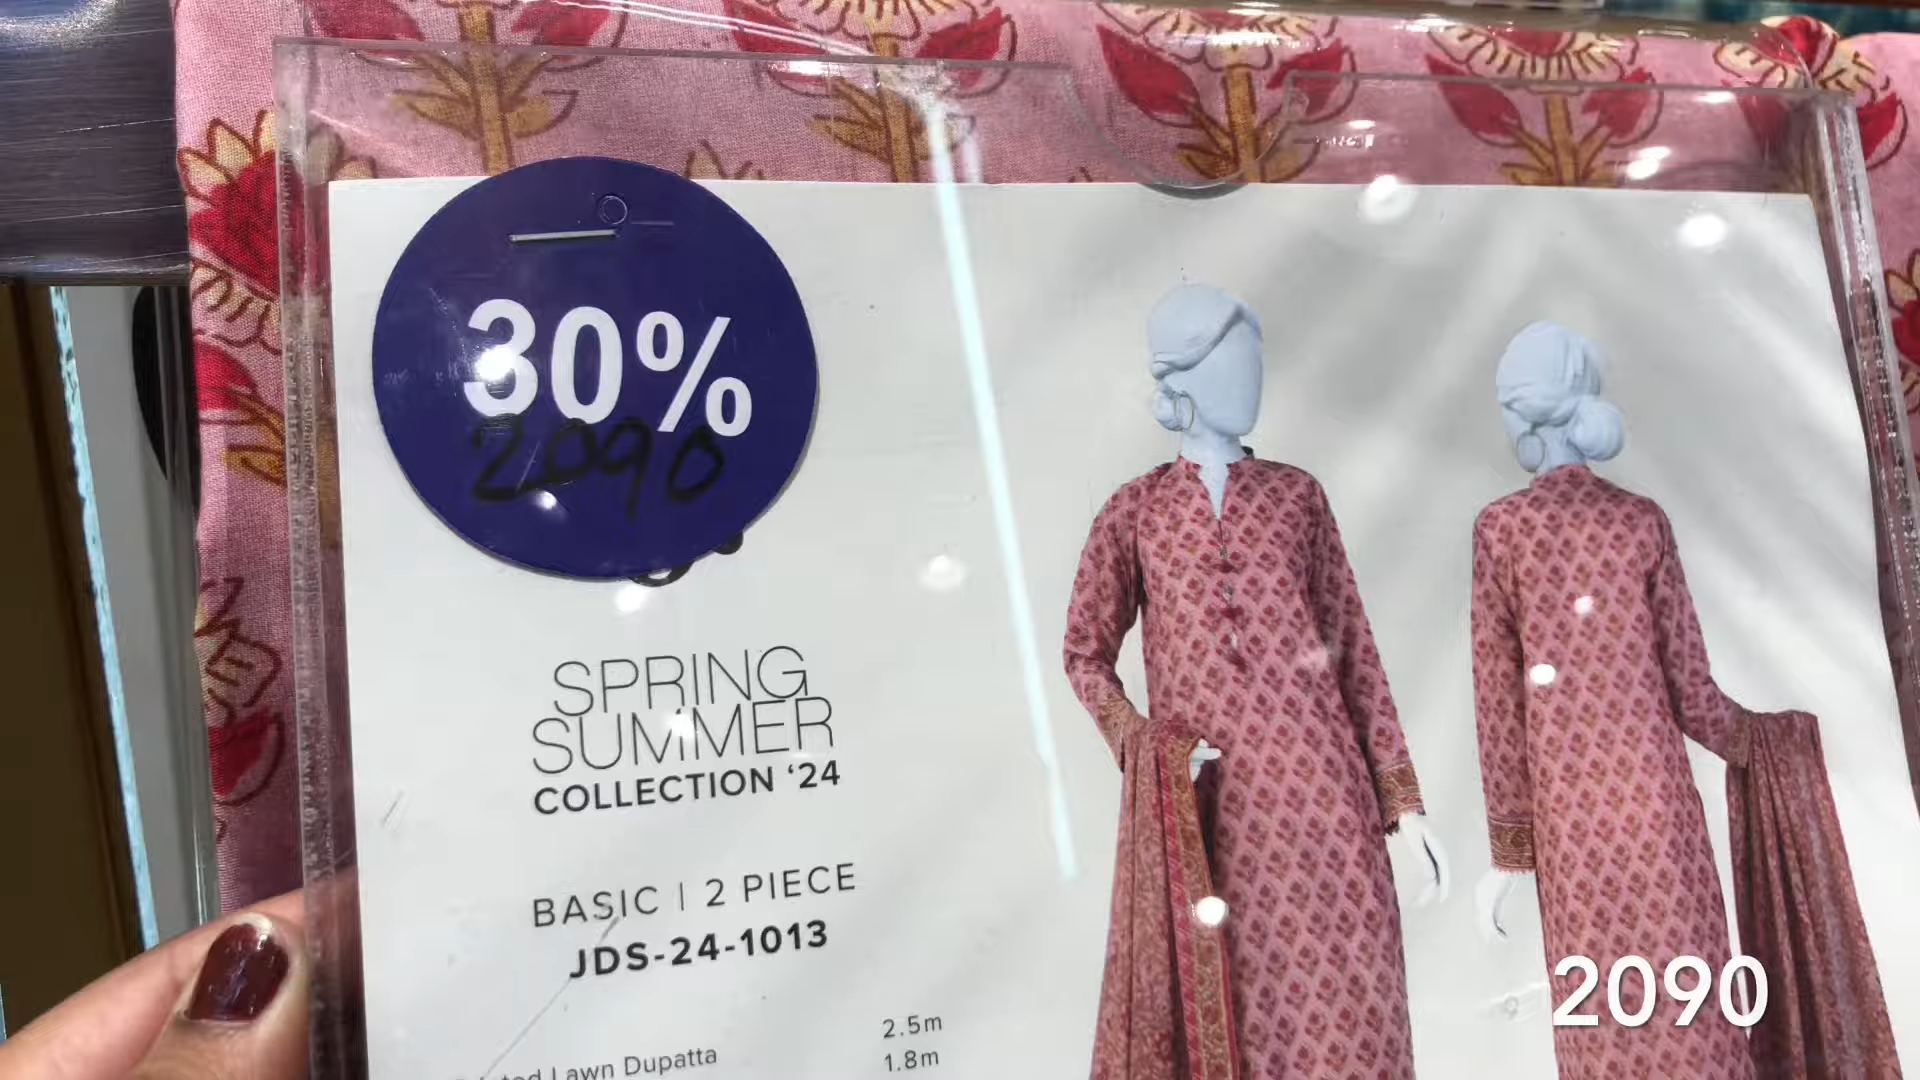 30%
2090
SPRING
SUMMER
COLLECTION ‘24
BASIC | 2 PIECE
JDS-24-1013
2.5m
Lawn Dupatta 1.8m
2090